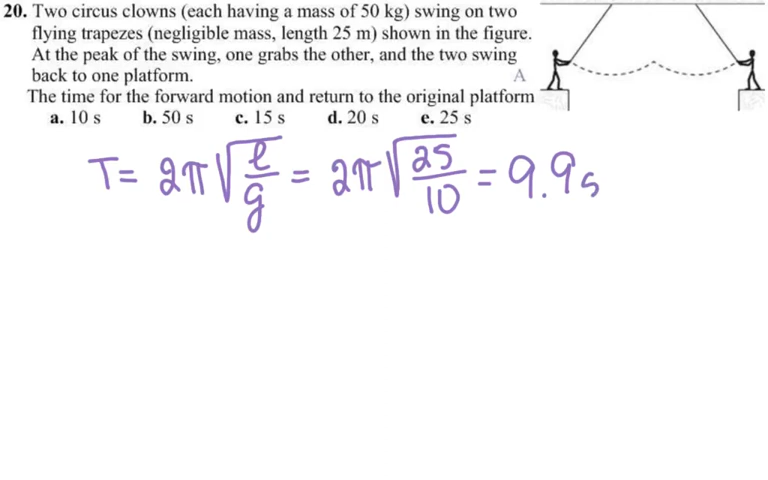 20. Two circus clowns (each having a mass of 50 kg) swing on two
flying trapezes (negligible mass, length 25 m) shown in the figure.
At the peak of the swing, one grabs the other, and the two swing
back to one platform. A
The time for the forward motion and return to the original platform
a. 10 s b. 50 s c. 15 s d. 20 s e. 25 s
T = 2π√(l/g) = 2π√(25/10) = 9.9s